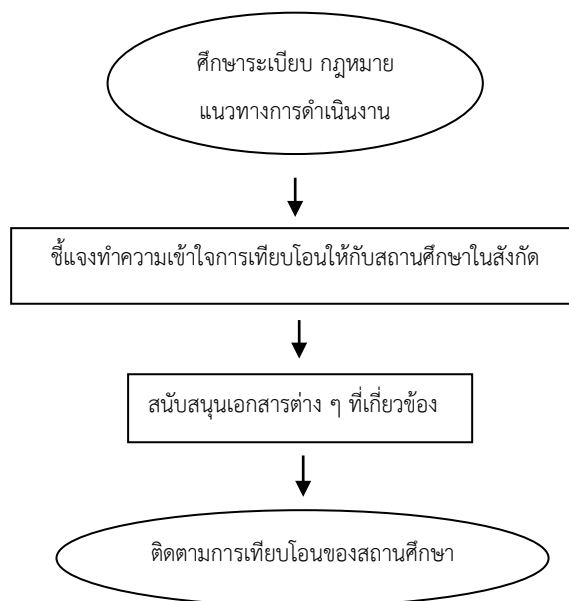 ศึกษาระเบียบ กฎหมาย
แนวทางการดำเนินงาน
ชี้แจงทำความเข้าใจการเทียบโอนให้กับสถานศึกษาในสังกัด
สนับสนุนเอกสารต่าง ๆ ที่เกี่ยวข้อง
ติดตามการเทียบโอนของสถานศึกษา